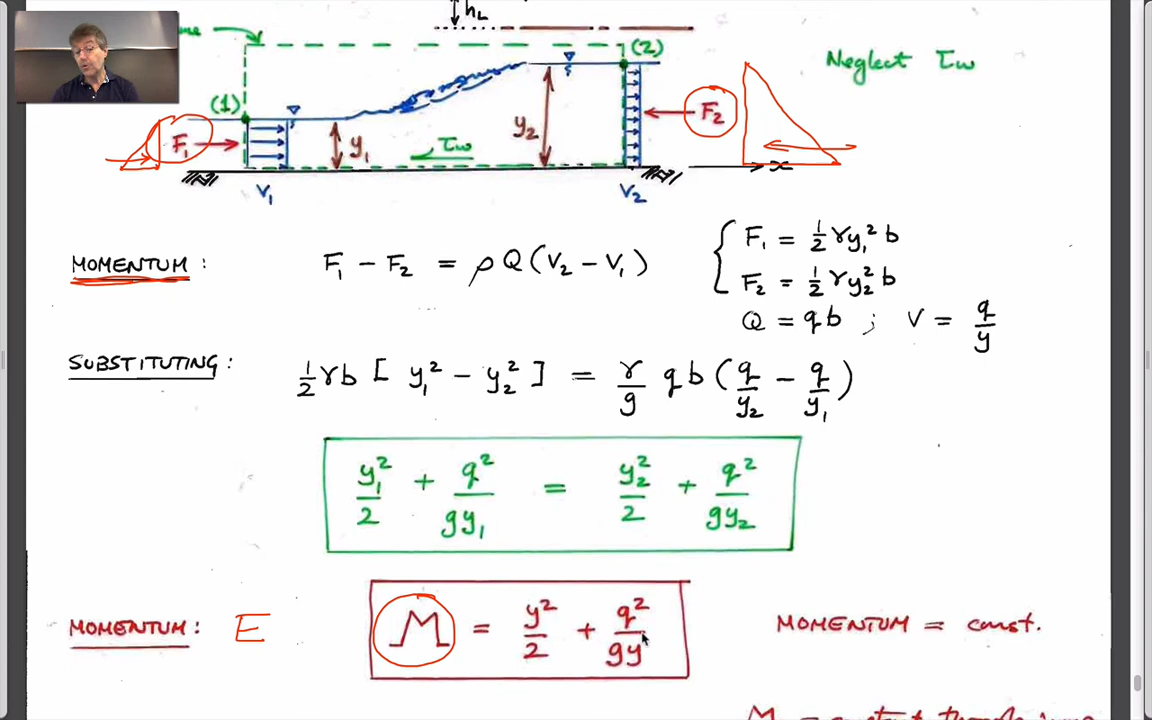 h_L
(2)
Neglect τw
(1)
F₁
y₁
y₂
τw
F₂
x
V₁
V₂
MOMENTUM : F₁ − F₂ = ρQ(V₂ − V₁)
F₁ = ½γy₁²b
F₂ = ½γy₂²b
Q = qb ; V = q/y
SUBSTITUTING : ½γb [ y₁² − y₂² ] = γ/g qb (q/y₂ − q/y₁)
y₁²/2 + q²/gy₁ = y₂²/2 + q²/gy₂
MOMENTUM : E M = y²/2 + q²/gy MOMENTUM = const.